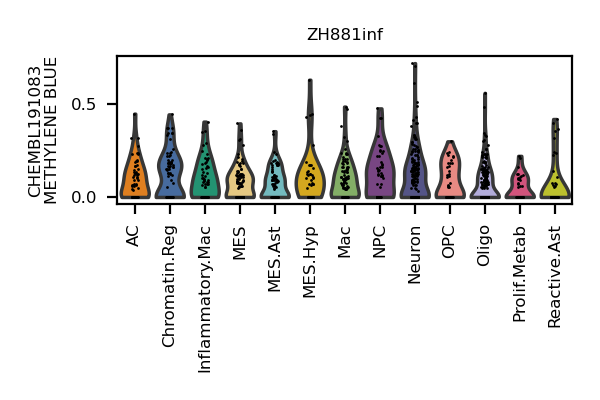 ZH881inf
CHEMBL191083
METHYLENE BLUE
0.5
0.0
AC
Chromatin.Reg
Inflammatory.Mac
MES
MES.Ast
MES.Hyp
Mac
NPC
Neuron
OPC
Oligo
Prolif.Metab
Reactive.Ast